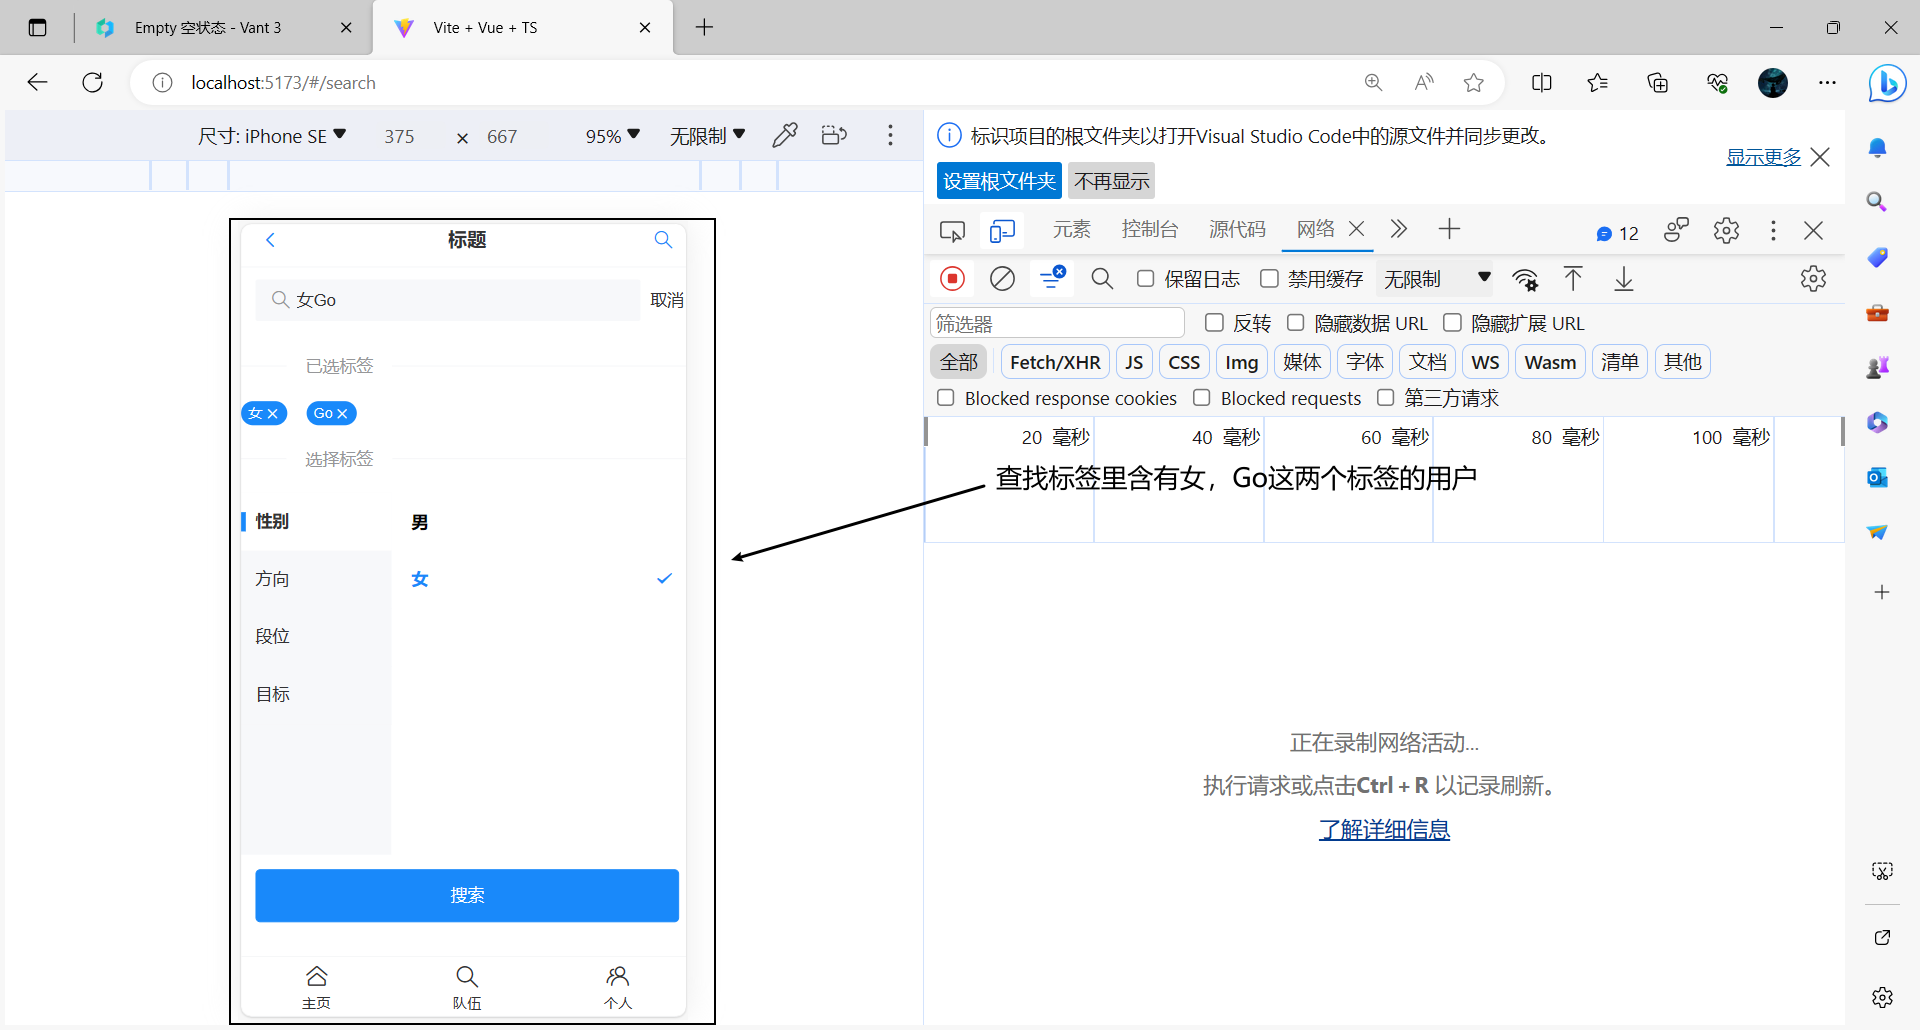 Empty 空状态 - Vant 3
Vite + Vue + TS
localhost:5173/#/search
尺寸: iPhone SE 375 × 667 95% 无限制
标题
女Go 取消
已选标签
女 Go
选择标签
性别 男
方向 女
段位
目标
搜索
主页 队伍 个人
标识项目的根文件夹以打开Visual Studio Code中的源文件并同步更改。
显示更多
设置根文件夹 不再显示
元素 控制台 源代码 网络 12
保留日志 禁用缓存 无限制
筛选器 反转 隐藏数据 URL 隐藏扩展 URL
全部 Fetch/XHR JS CSS Img 媒体 字体 文档 WS Wasm 清单 其他
Blocked response cookies Blocked requests 第三方请求
20 毫秒 40 毫秒 60 毫秒 80 毫秒 100 毫秒
查找标签里含有女，Go这两个标签的用户
正在录制网络活动...
执行请求或点击Ctrl + R 以记录刷新。
了解详细信息